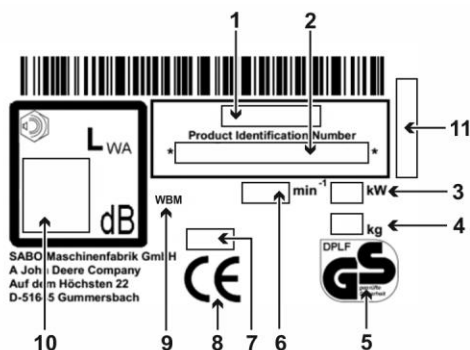 1
2
11
L WA
dB
Product Identification Number
* *
min⁻¹
kW
3
kg
4
WBM
SABO Maschinenfabrik GmbH
A John Deere Company
Auf dem Höchsten 22
D-51645 Gummersbach
CE
DPLF
GS
geprüfte
Sicherheit
10
9
8
7
6
5